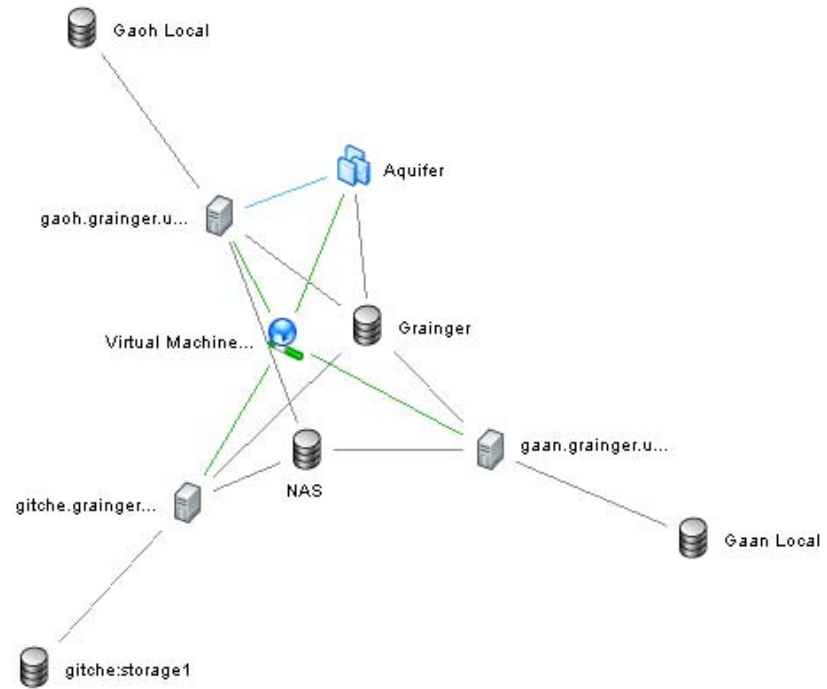 Gaoh Local
Aquifer
gaoh.grainger.u...
Grainger
Virtual Machine...
gaan.grainger.u...
NAS
gitche.grainger...
Gaan Local
gitche:storage1